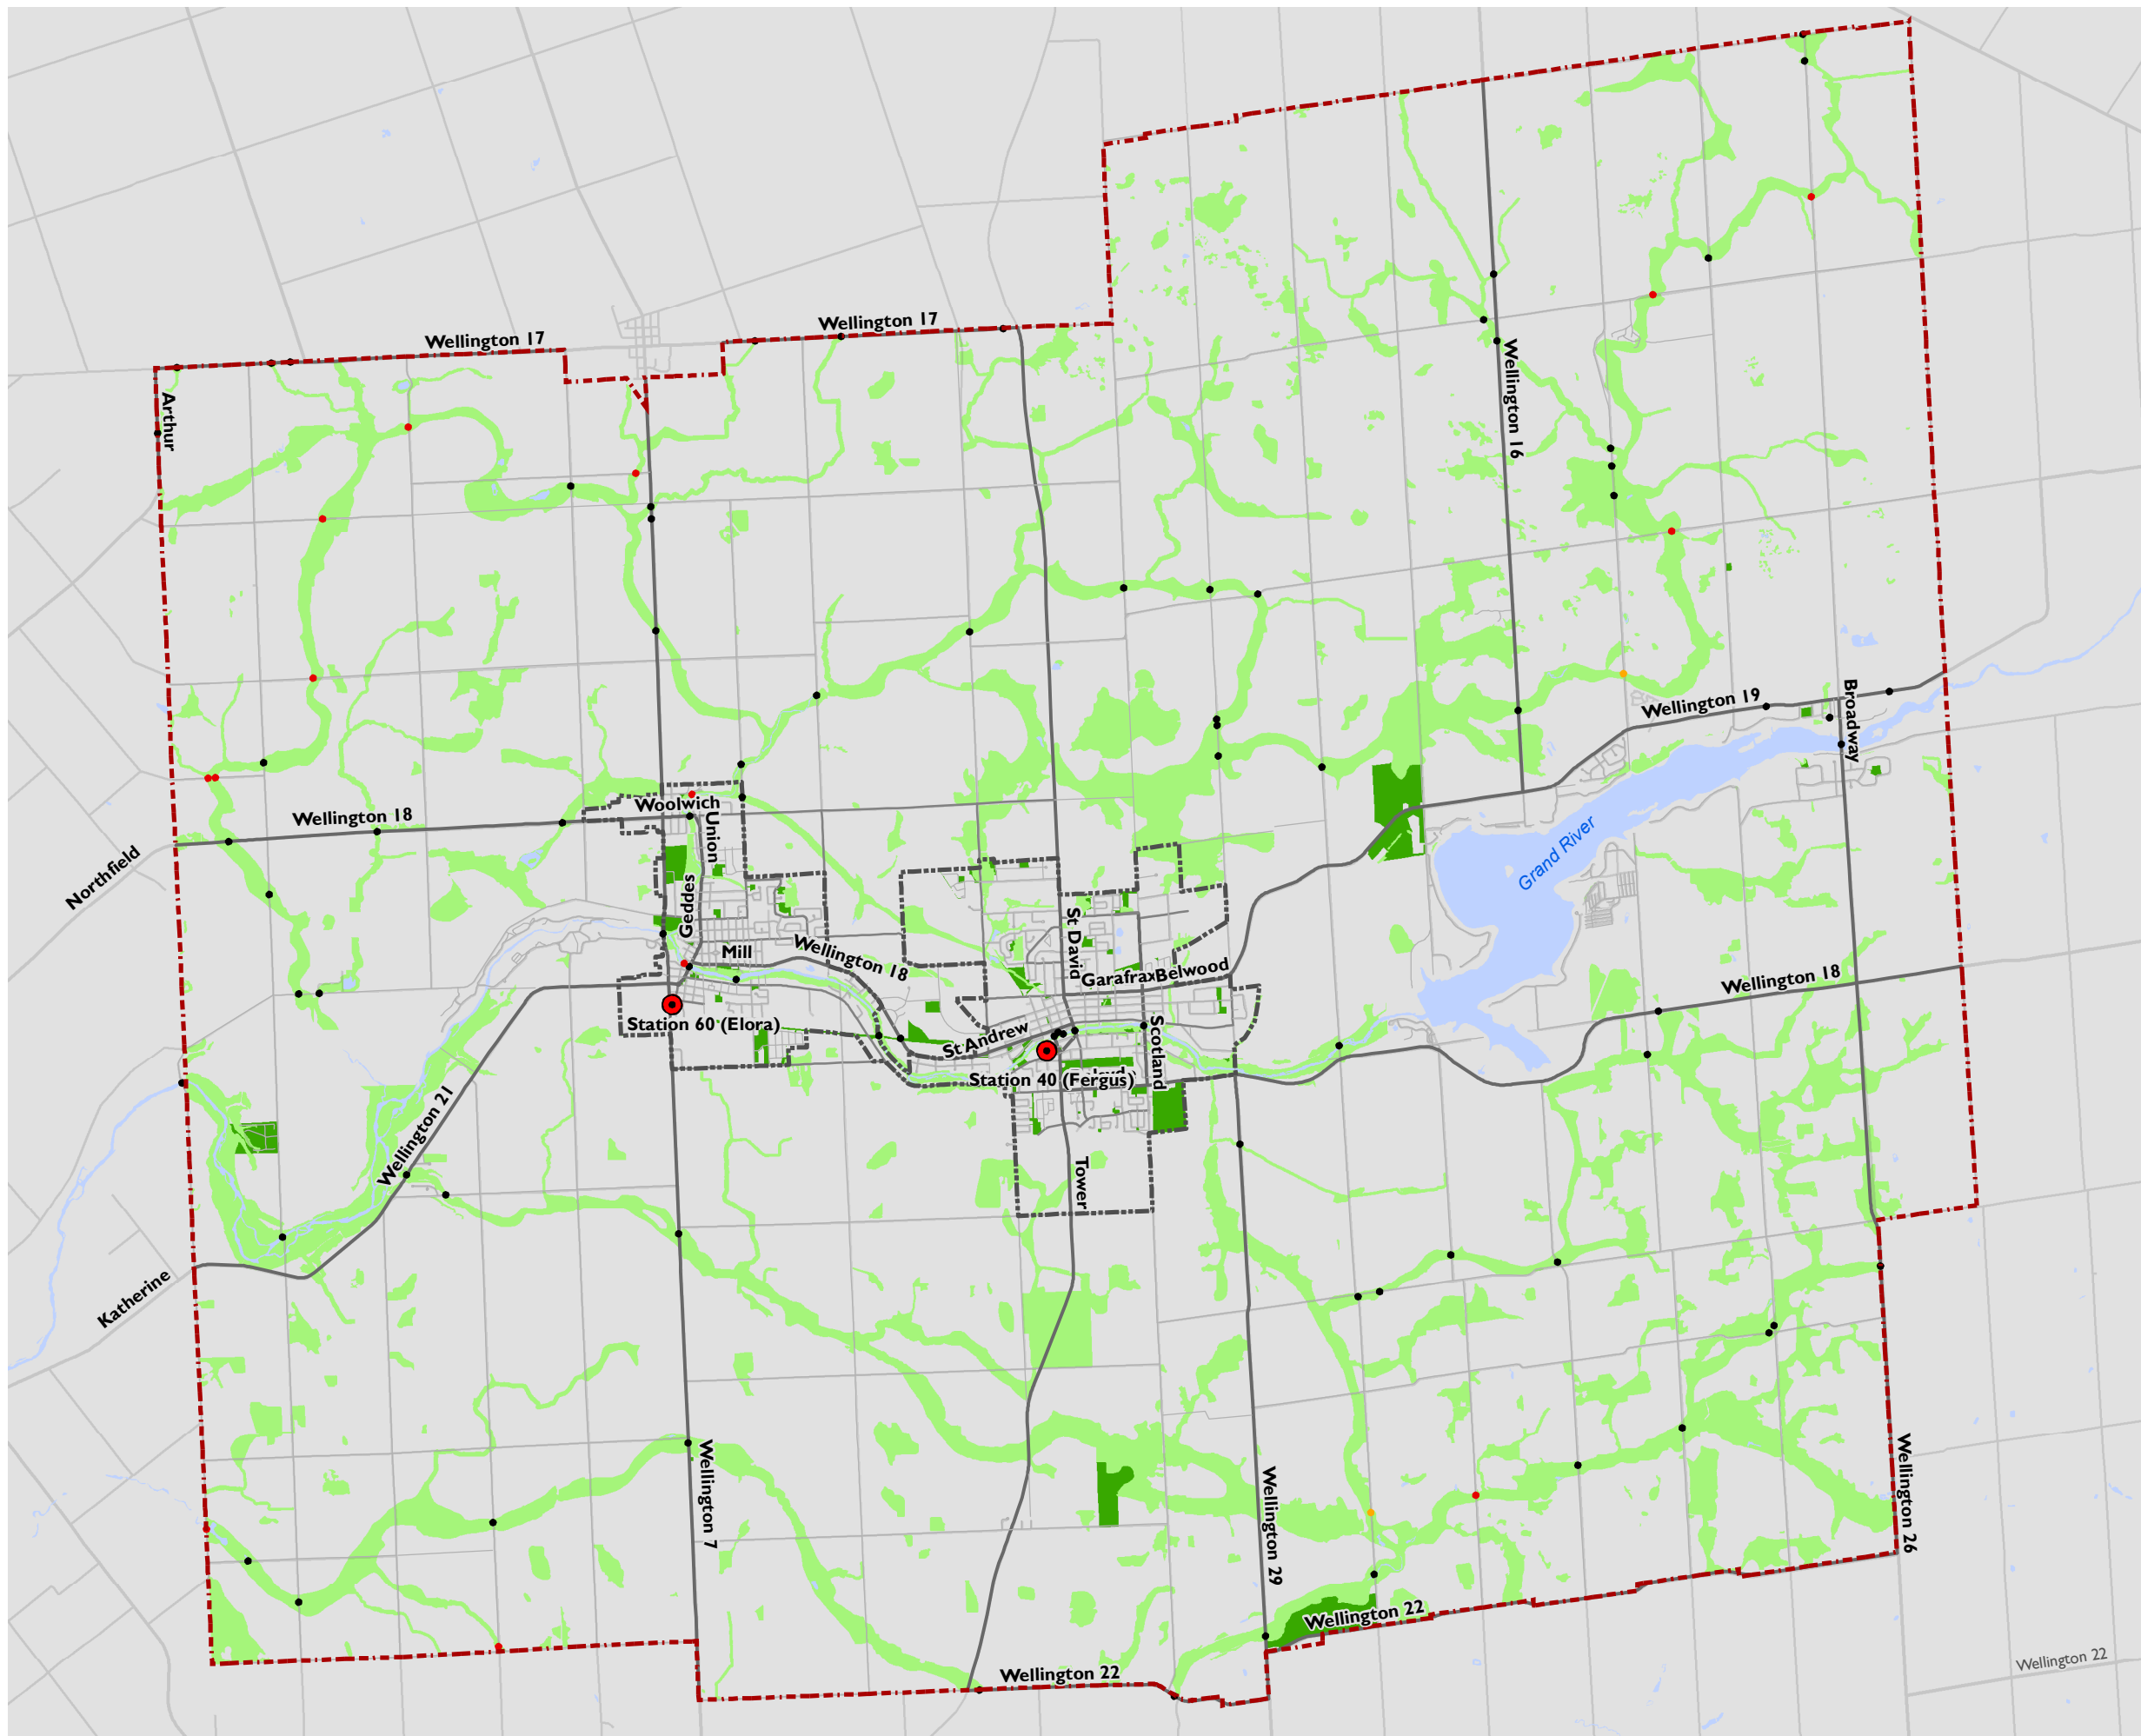 Wellington 17
Wellington 17
Arthur
Wellington 16
Wellington 19
Broadway
Woolwich
Union
Wellington 18
Northfield
Grand River
Geddes
St David
Mill
Wellington 18
Garafraxa
Belwood
Wellington 18
Station 60 (Elora)
St Andrew
Scotland
Station 40 (Fergus)
Wellington 21
Tower
Katherine
Wellington 7
Wellington 29
Wellington 26
Wellington 22
Wellington 22
Wellington 22